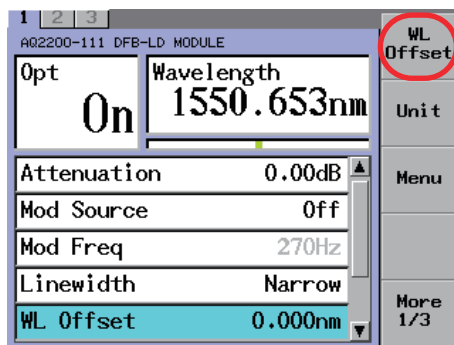 1 2 3
AQ2200-111 DFB-LD MODULE
Opt
On
Wavelength
1550.653nm
Attenuation 0.00dB
Mod Source Off
Mod Freq 270Hz
Linewidth Narrow
WL Offset 0.000nm
WL
Offset
Unit
Menu
More
1/3